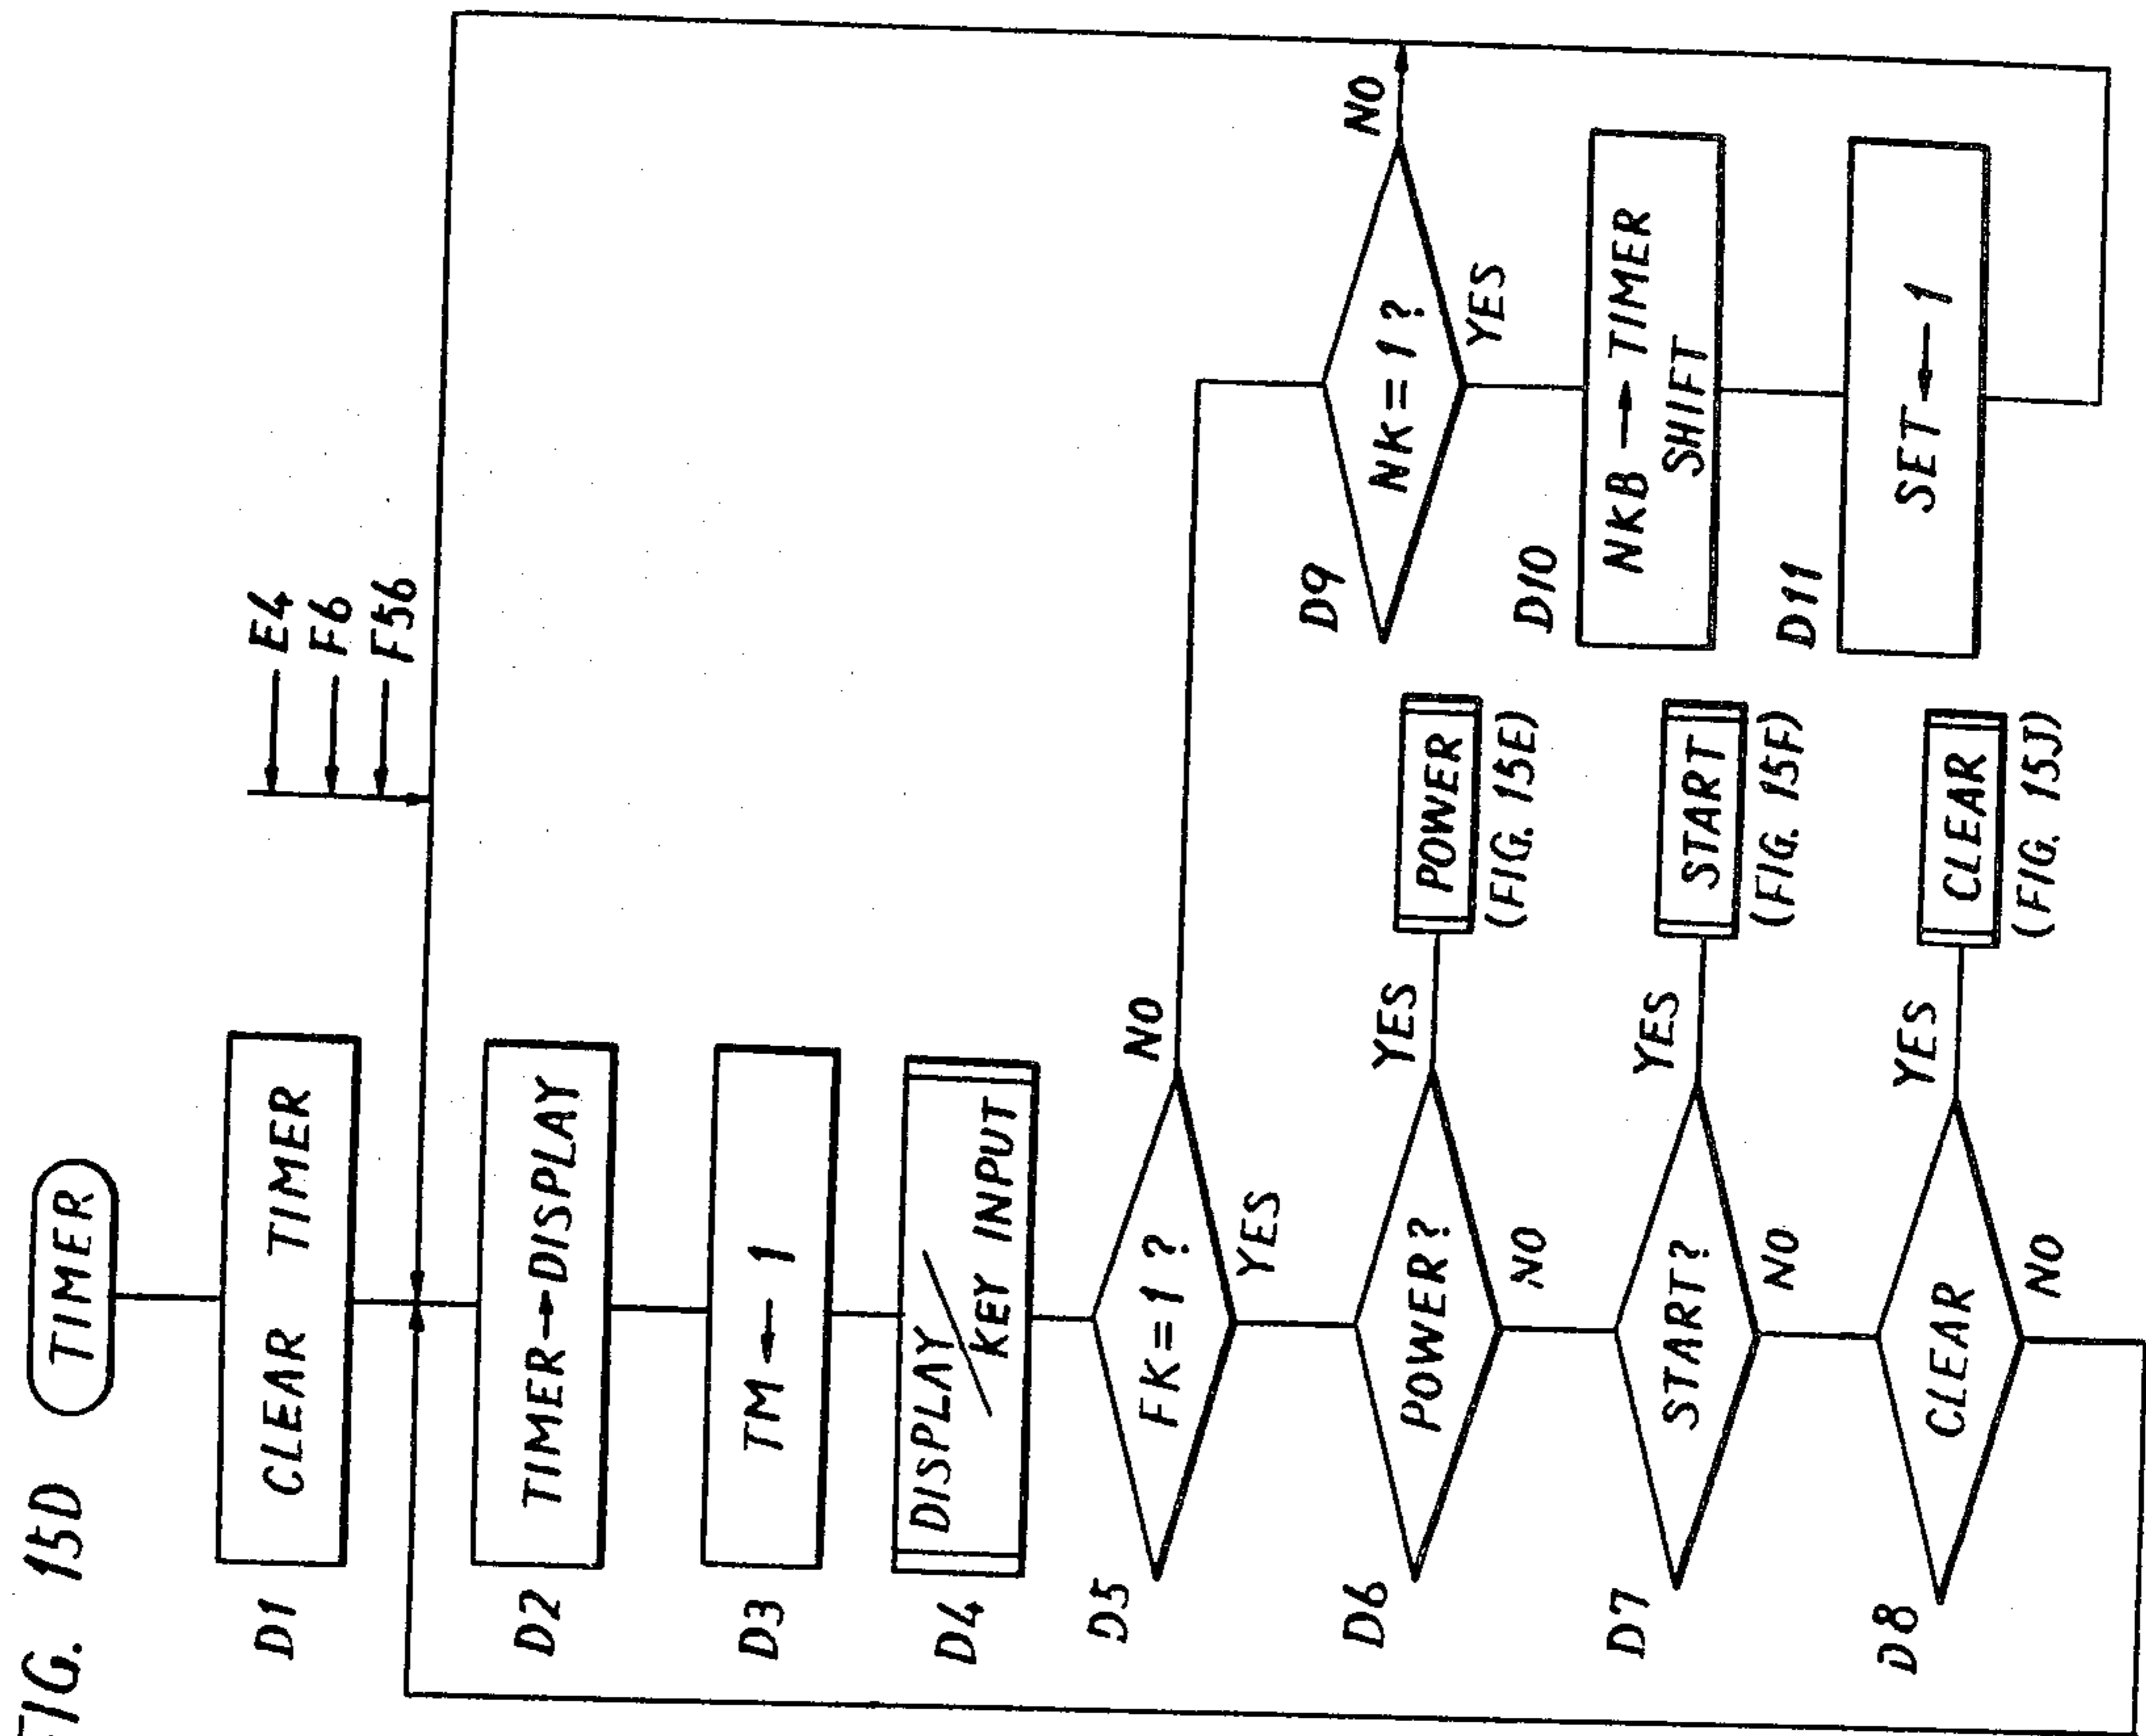 FIG. 15D
TIMER
D1
CLEAR TIMER
E4
F6
F56
D2
TIMER→DISPLAY
D3
TM ← 1
D4
DISPLAY / KEY INPUT
D5
FK=1?
NO
YES
D6
POWER?
YES
POWER
(FIG. 15E)
NO
D7
START?
YES
START
(FIG. 15F)
NO
D8
CLEAR
YES
CLEAR
(FIG. 15J)
NO
D9
NK=1?
NO
YES
D10
NKB → TIMER
SHIFT
D11
SET ← 1